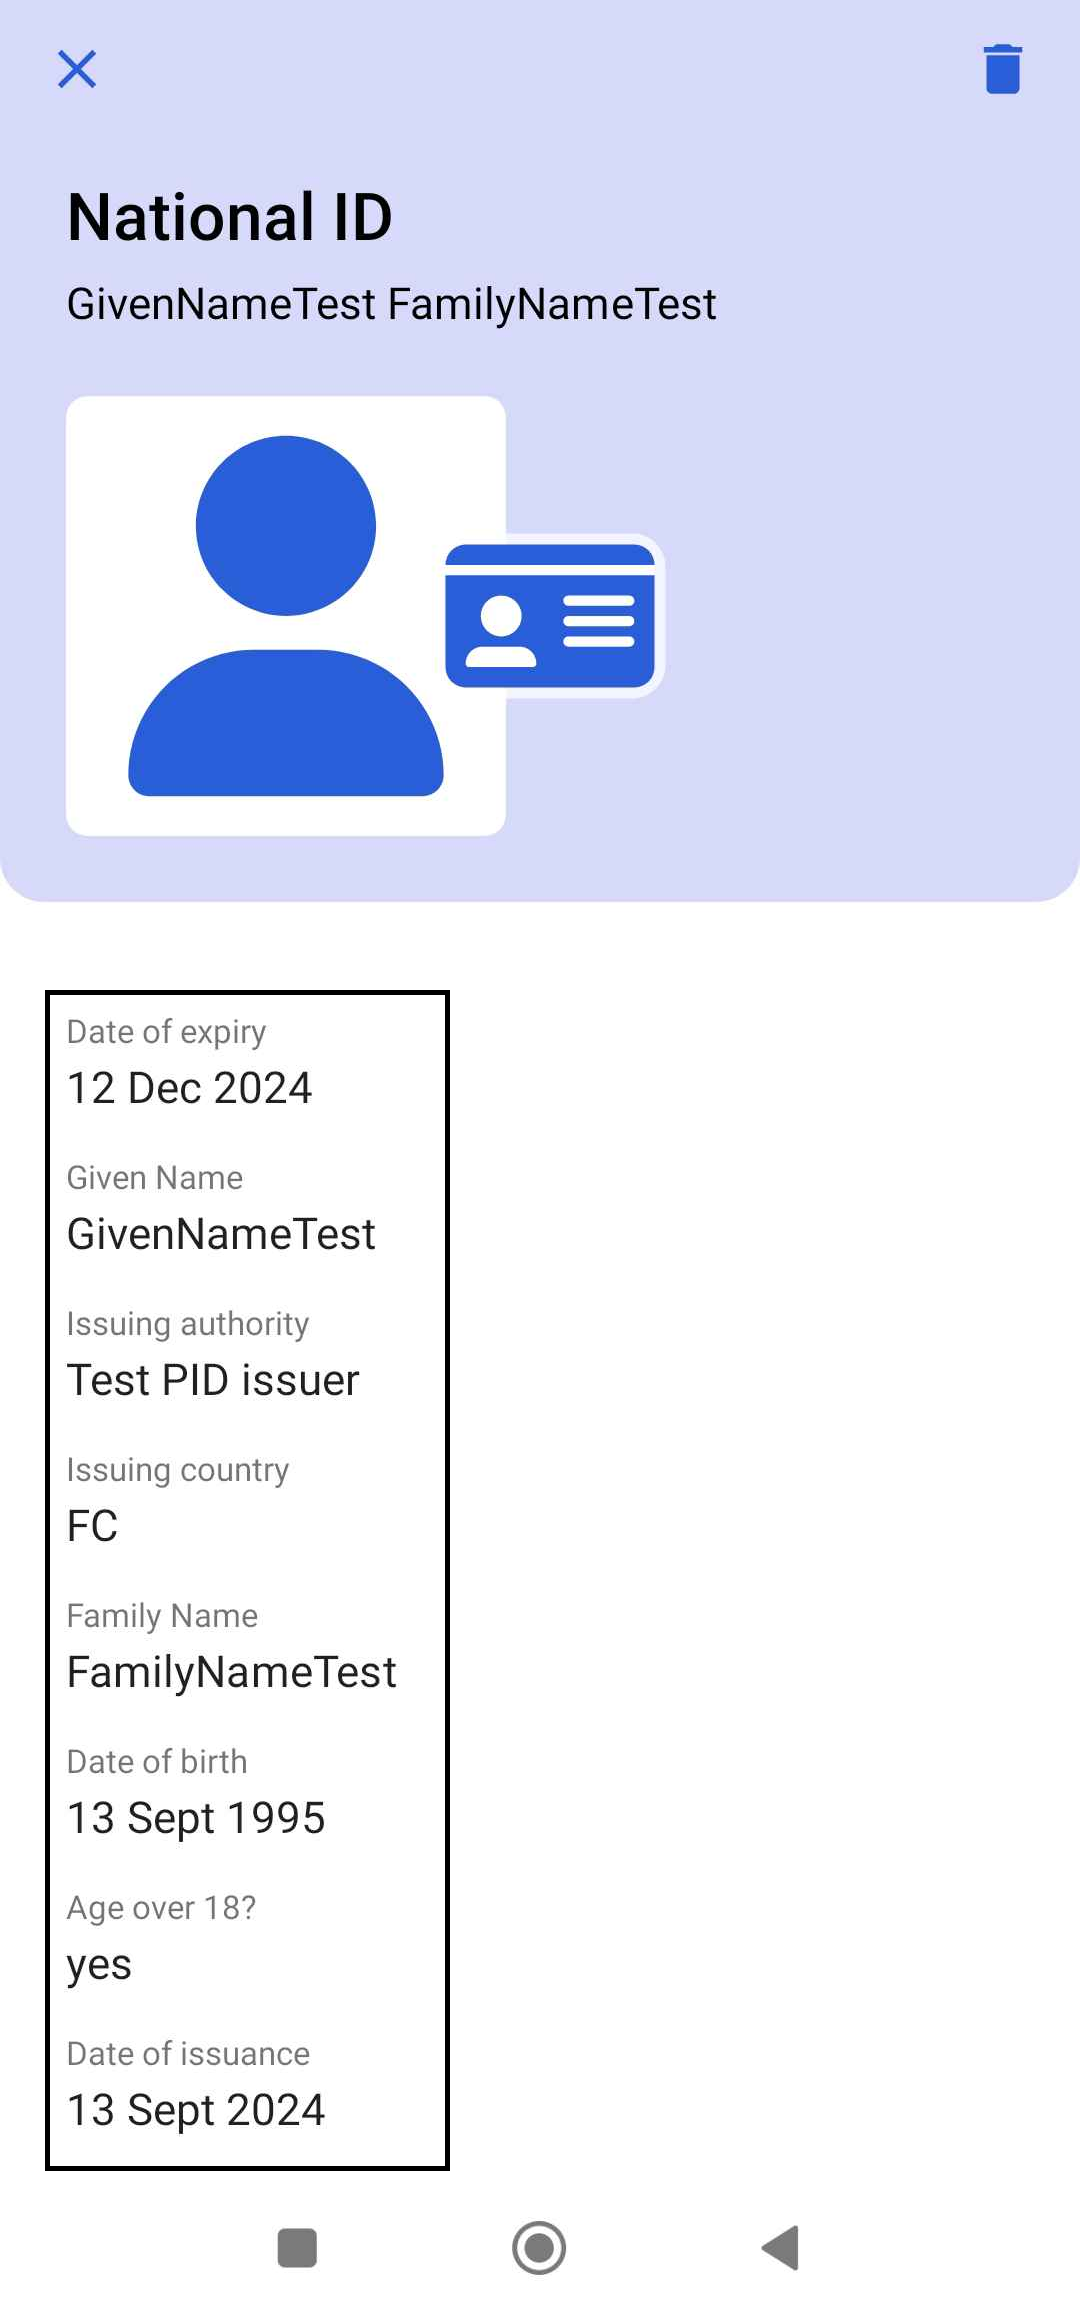 National ID
GivenNameTest FamilyNameTest
Date of expiry
12 Dec 2024
Given Name
GivenNameTest
Issuing authority
Test PID issuer
Issuing country
FC
Family Name
FamilyNameTest
Date of birth
13 Sept 1995
Age over 18?
yes
Date of issuance
13 Sept 2024